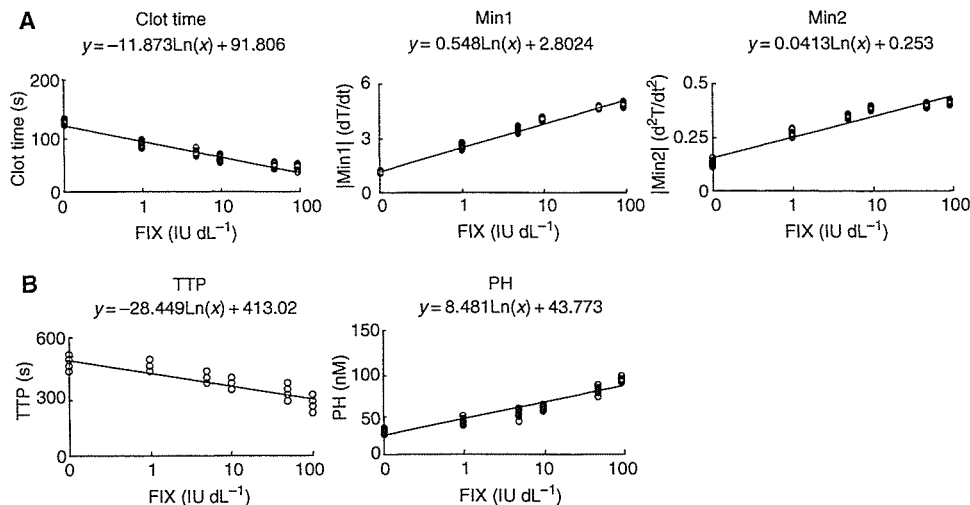 A
Clot time
y=−11.873Ln(x)+91.806
200
100
0
Clot time (s)
0 1 10 100
FIX (IU dL⁻¹)
Min1
y=0.548Ln(x)+2.8024
6
3
0
|Min1| (dT/dt)
0 1 10 100
FIX (IU dL⁻¹)
Min2
y=0.0413Ln(x)+0.253
0.5
0.25
0
|Min2| (d²T/dt²)
0 1 10 100
FIX (IU dL⁻¹)
B
TTP
y=−28.449Ln(x)+413.02
600
300
0
TTP (s)
0 1 10 100
FIX (IU dL⁻¹)
PH
y=8.481Ln(x)+43.773
150
100
50
0
PH (nM)
0 1 10 100
FIX (IU dL⁻¹)